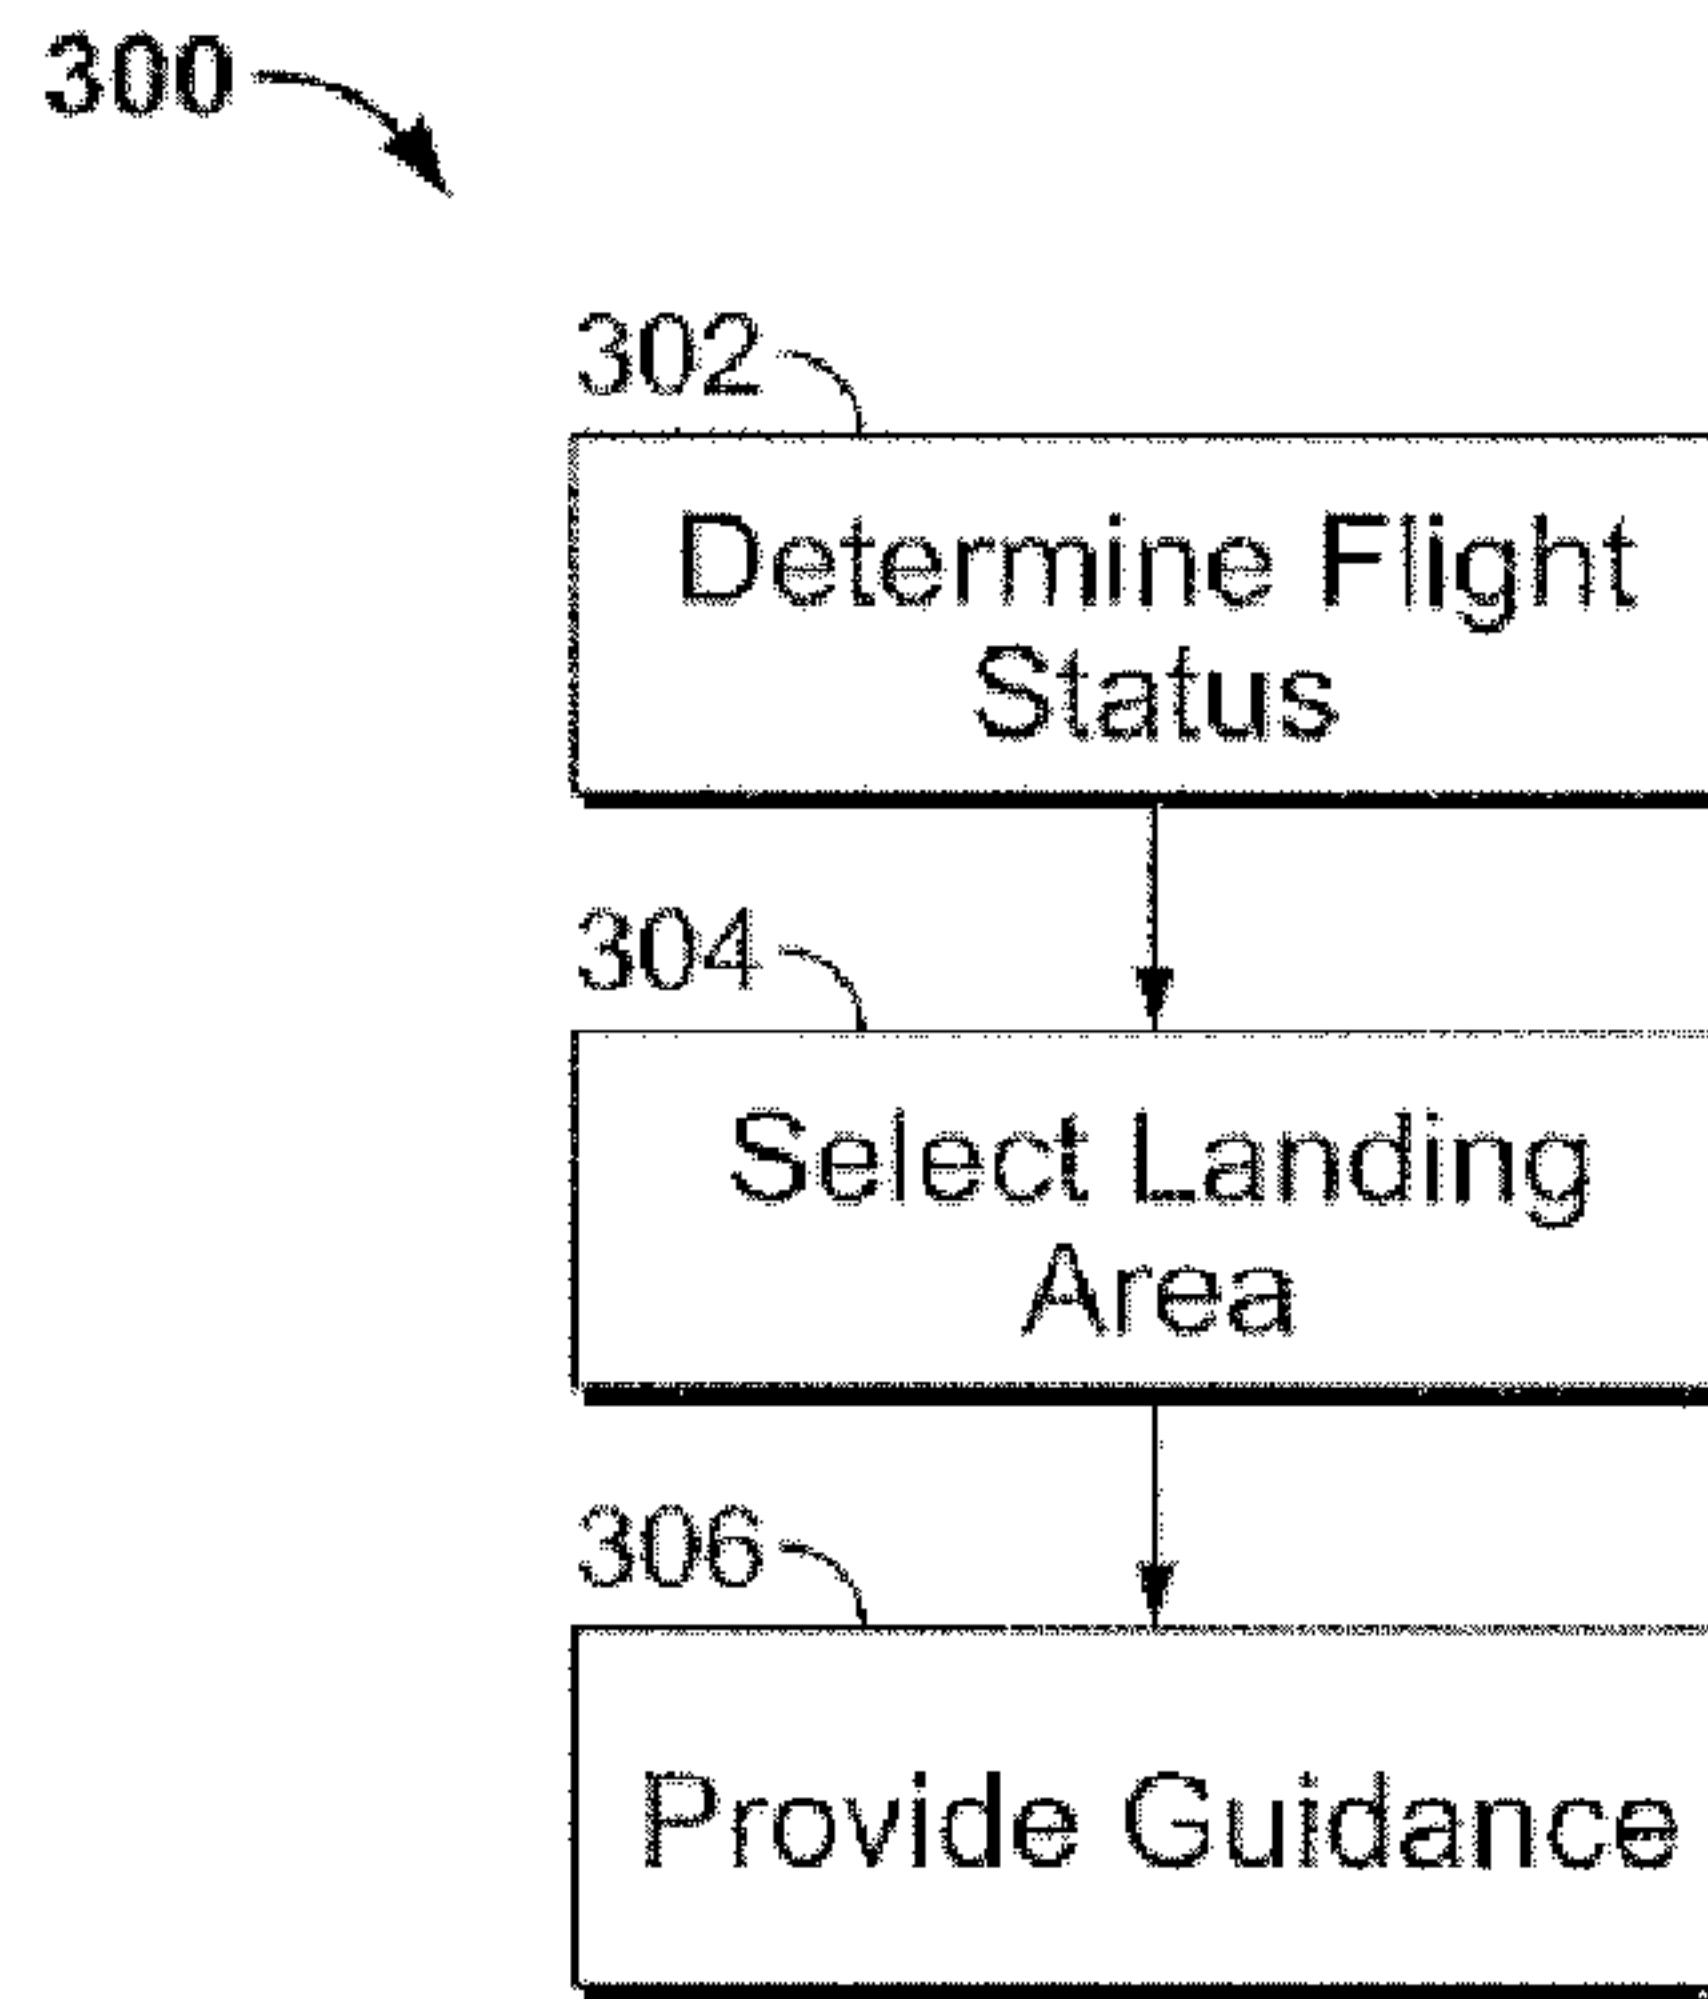 300
302
Determine Flight
Status
304
Select Landing
Area
306
Provide Guidance